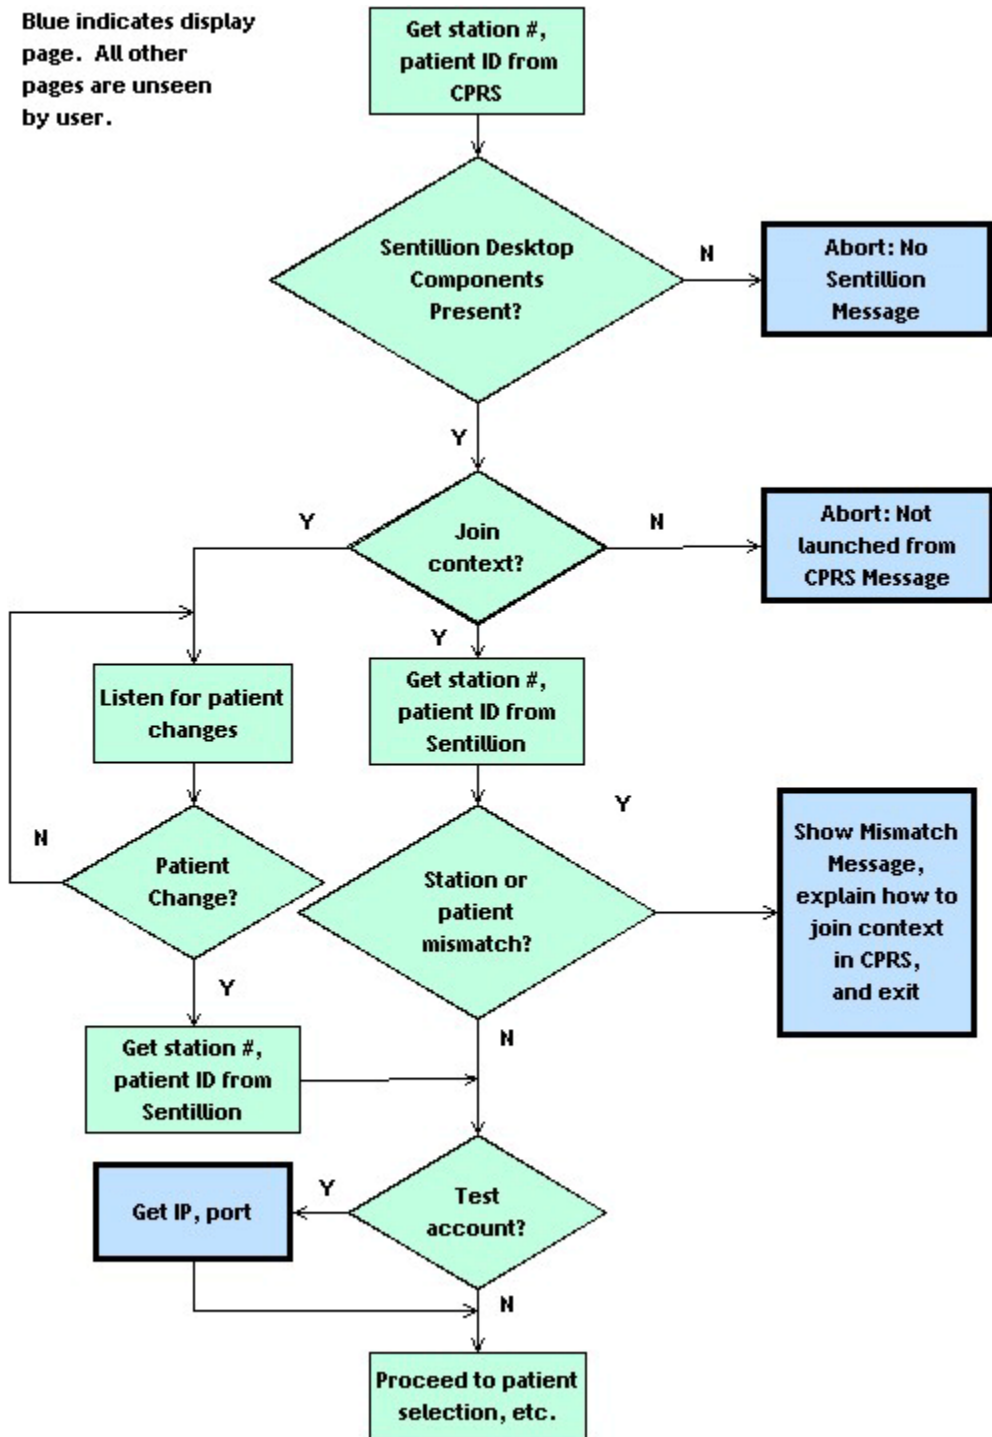 Blue indicates display
page.  All other
pages are unseen
by user.
Get station #,
patient ID from
CPRS
Sentillion Desktop
Components
Present?
N
Abort: No
Sentillion
Message
Y
Join
context?
Y
N
Abort: Not
launched from
CPRS Message
Y
Listen for patient
changes
Get station #,
patient ID from
Sentillion
N
Patient
Change?
Station or
patient
mismatch?
Y
Show Mismatch
Message,
explain how to
join context
in CPRS,
and exit
Y
N
Get station #,
patient ID from
Sentillion
Get IP, port
Y
Test
account?
N
Proceed to patient
selection, etc.